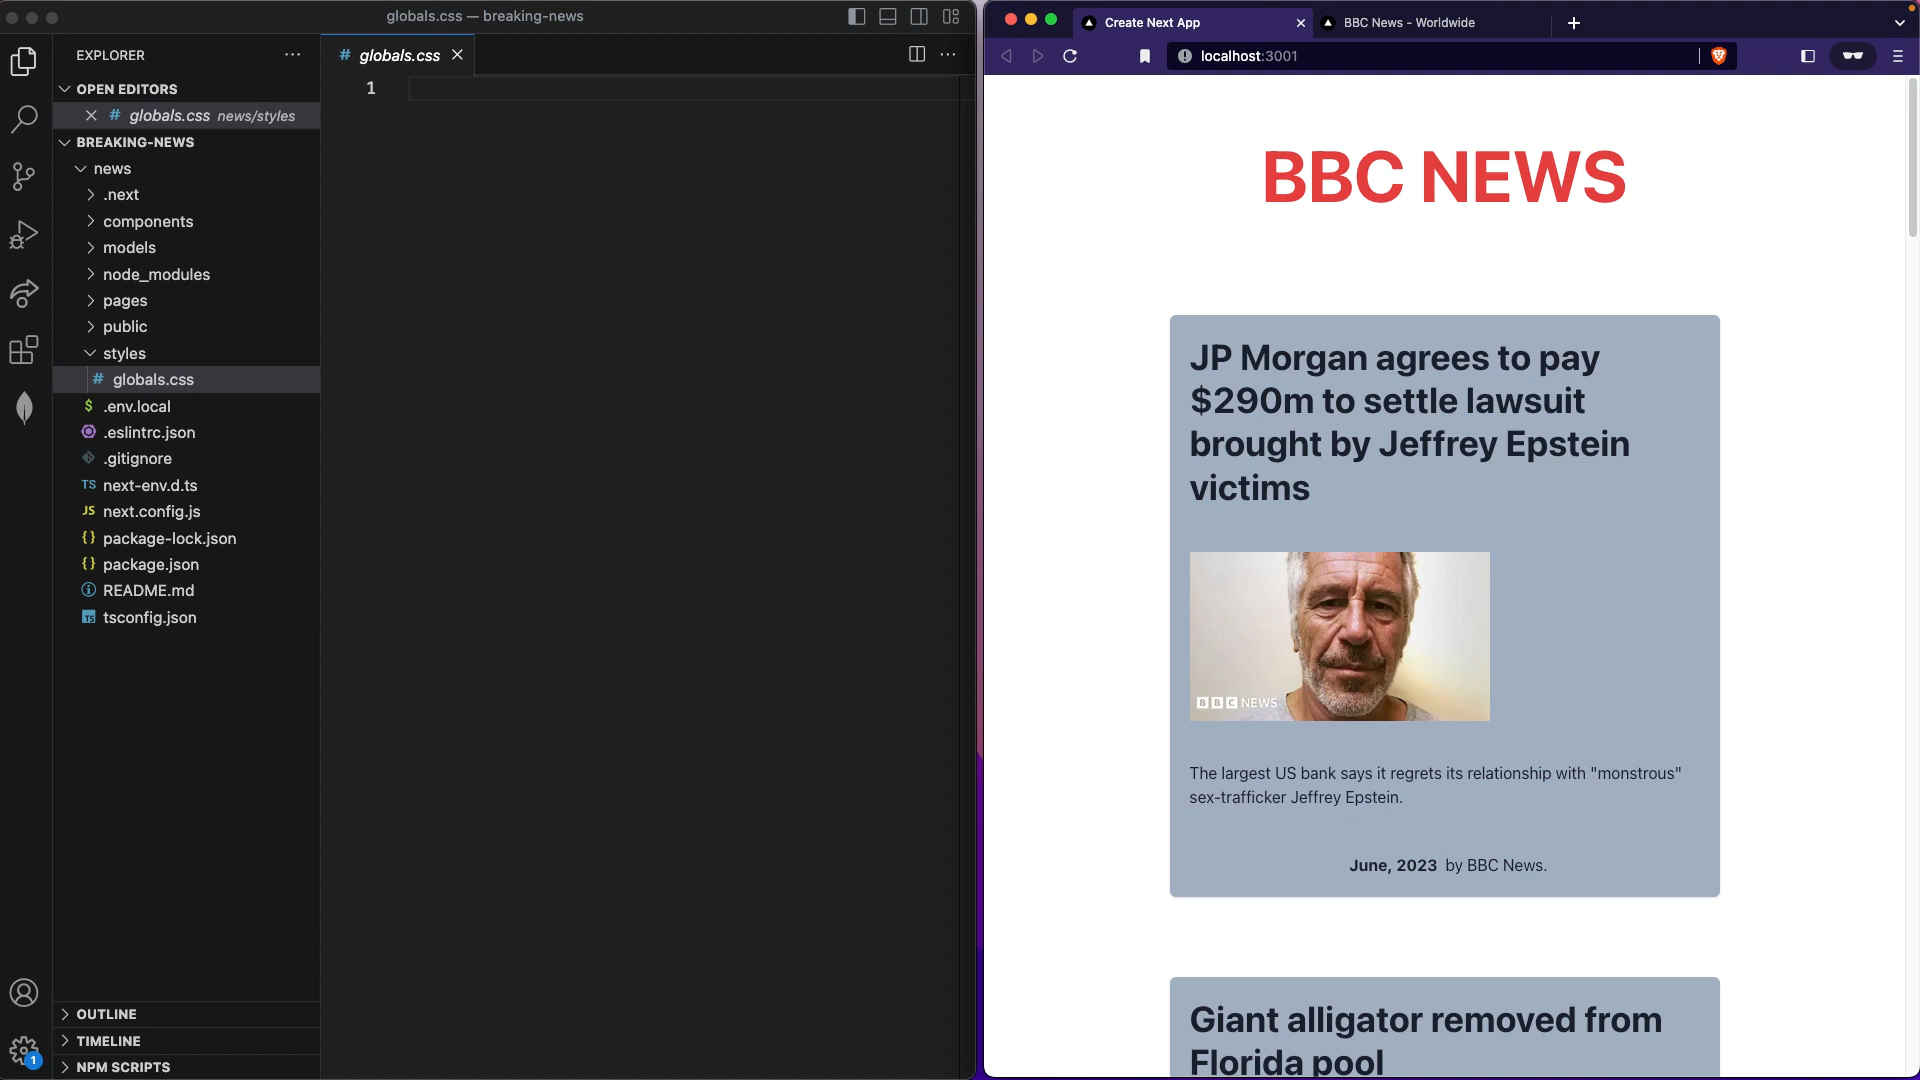 globals.css — breaking-news
EXPLORER
OPEN EDITORS
globals.css news/styles
BREAKING-NEWS
news
.next
components
models
node_modules
pages
public
styles
# globals.css
$ .env.local
.eslintrc.json
.gitignore
TS next-env.d.ts
JS next.config.js
{} package-lock.json
{} package.json
README.md
TS tsconfig.json
OUTLINE
TIMELINE
NPM SCRIPTS
1
# globals.css
1
Create Next App
BBC News - Worldwide
localhost:3001
BBC NEWS
JP Morgan agrees to pay
$290m to settle lawsuit
brought by Jeffrey Epstein
victims
BBC NEWS
The largest US bank says it regrets its relationship with "monstrous"
sex-trafficker Jeffrey Epstein.
June, 2023 by BBC News.
Giant alligator removed from
Florida pool